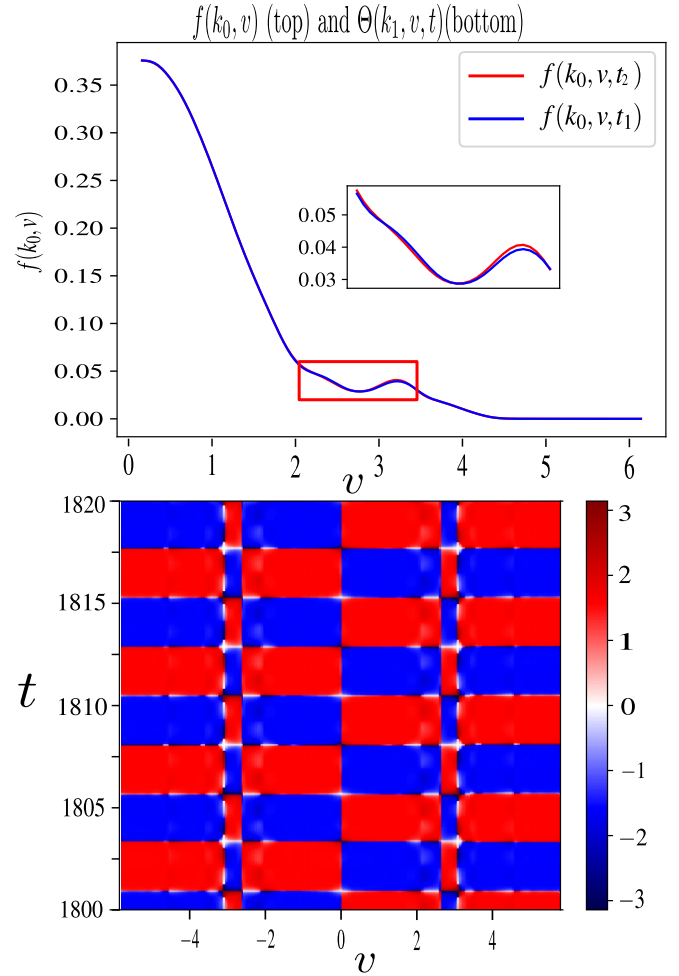 f(k₀, v) (top) and Θ(k₁, v, t)(bottom)
f(k₀, v)
0.35
0.30
0.25
0.20
0.15
0.10
0.05
0.00
f(k₀, v, t₂)
f(k₀, v, t₁)
0.05
0.04
0.03
0 1 2 3 4 5 6
v
t
1820
1815
1810
1805
1800
−4 −2 0 2 4
v
3
2
1
0
−1
−2
−3